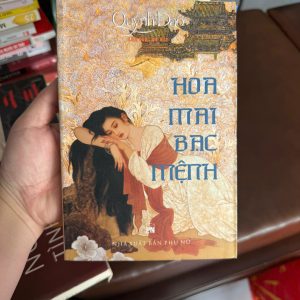 Quỳnh Dao
HOA
MAI
BẠC
MỆNH
NHÀ XUẤT BẢN PHỤ NỮ